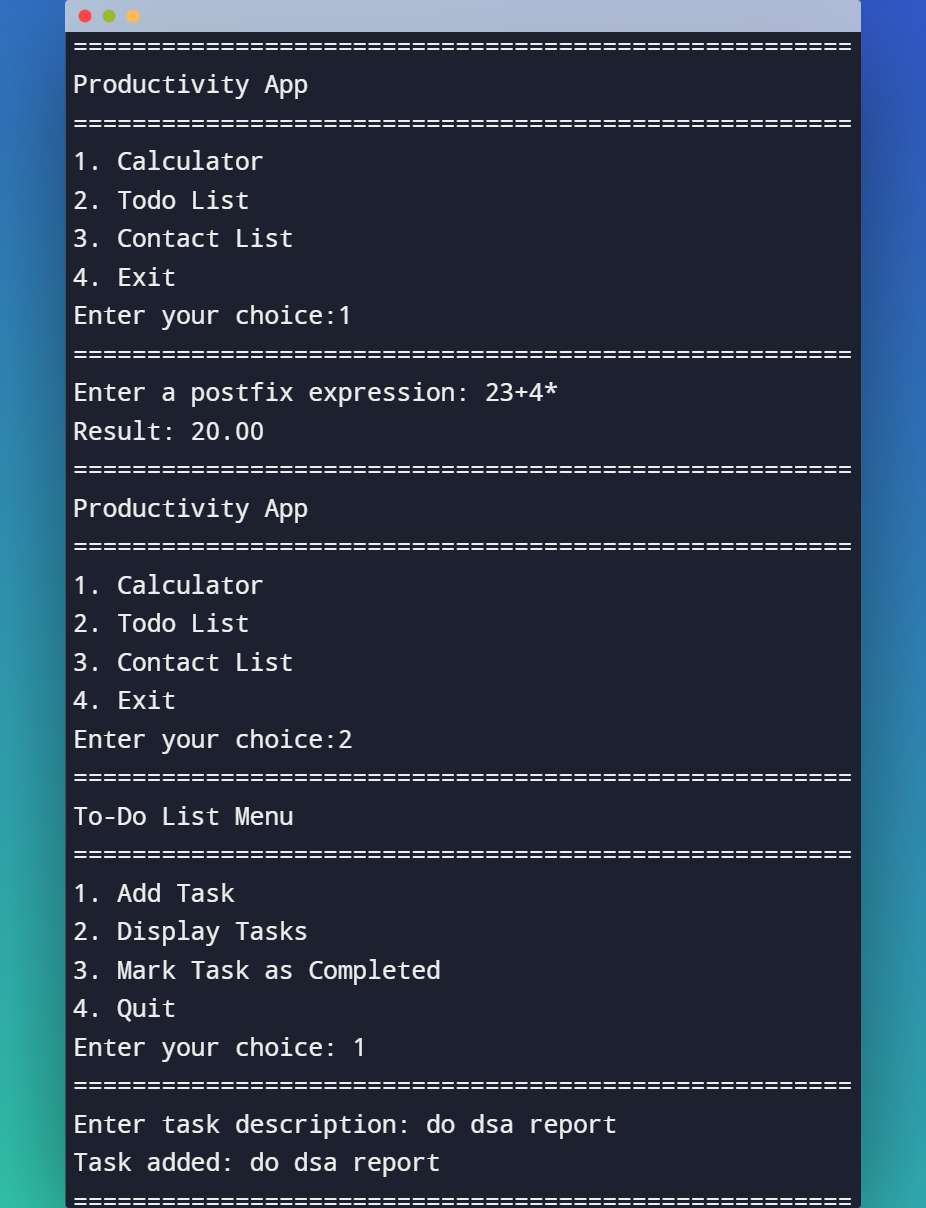 =====================================================
Productivity App
=====================================================
1. Calculator
2. Todo List
3. Contact List
4. Exit
Enter your choice:1
=====================================================
Enter a postfix expression: 23+4*
Result: 20.00
=====================================================
Productivity App
=====================================================
1. Calculator
2. Todo List
3. Contact List
4. Exit
Enter your choice:2
=====================================================
To-Do List Menu
=====================================================
1. Add Task
2. Display Tasks
3. Mark Task as Completed
4. Quit
Enter your choice: 1
=====================================================
Enter task description: do dsa report
Task added: do dsa report
=====================================================